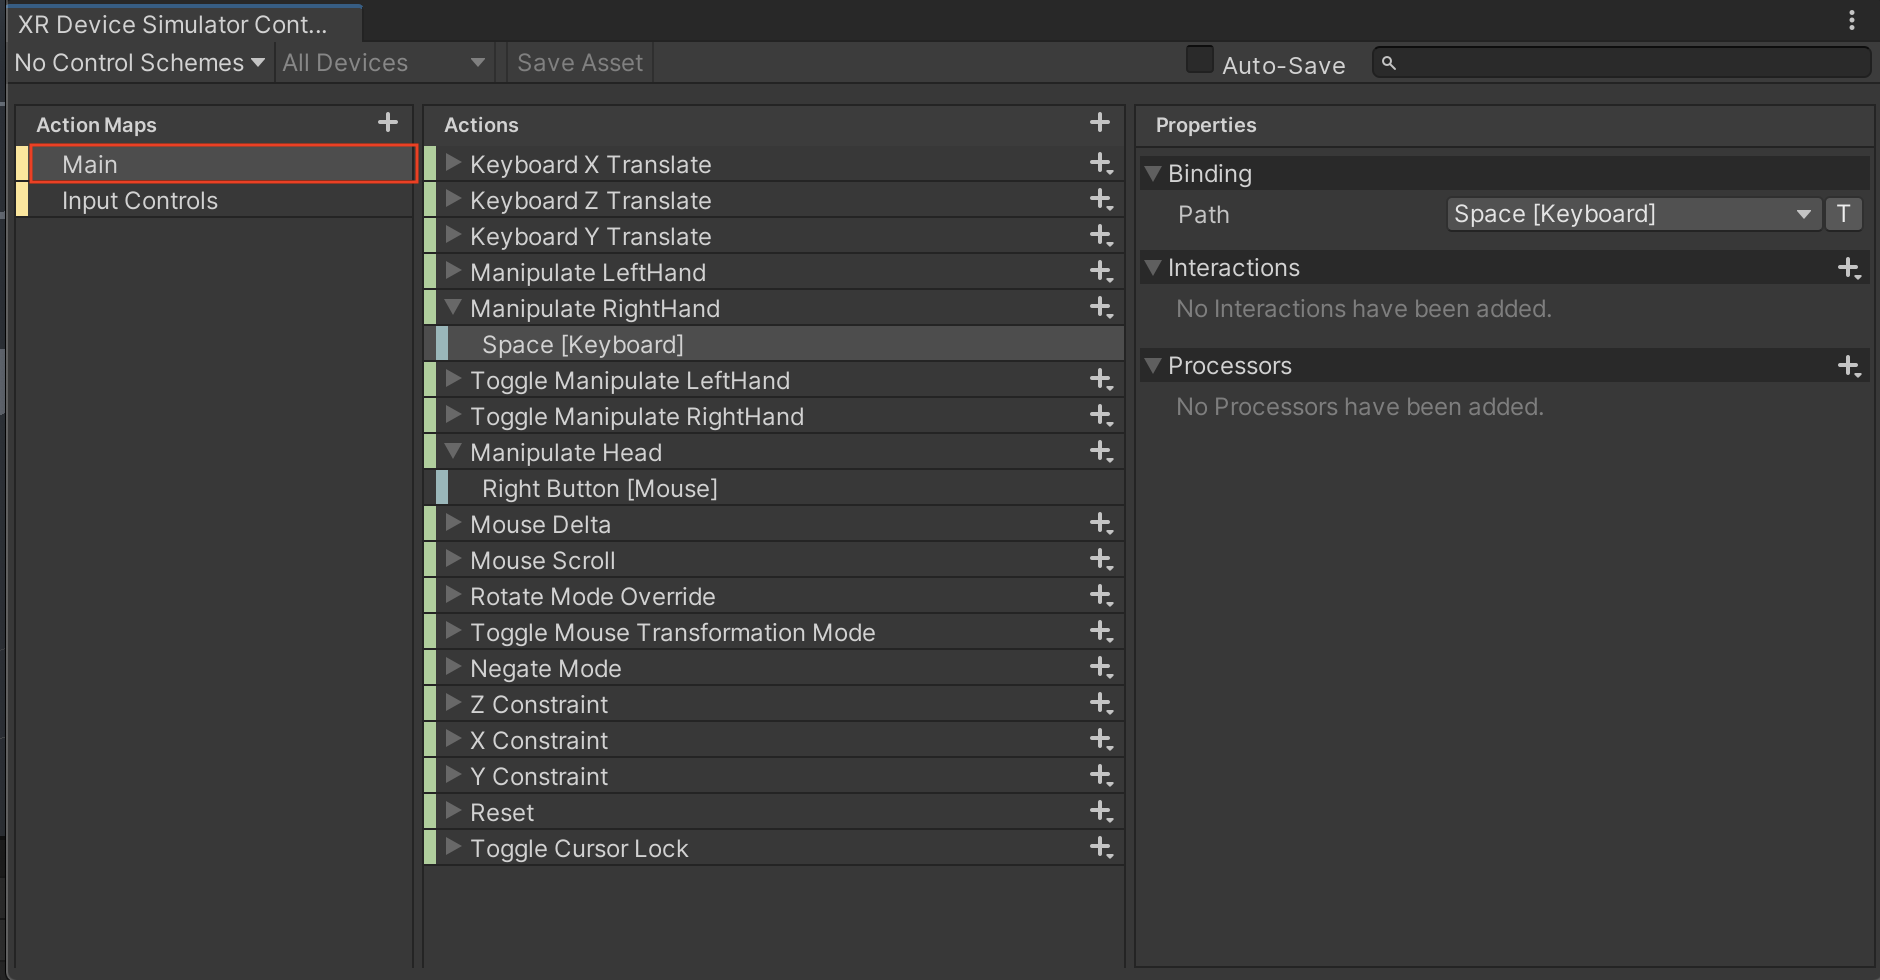 XR Device Simulator Cont...
No Control Schemes All Devices Save Asset Auto-Save
Action Maps
Main
Input Controls
Actions
Keyboard X Translate
Keyboard Z Translate
Keyboard Y Translate
Manipulate LeftHand
Manipulate RightHand
Space [Keyboard]
Toggle Manipulate LeftHand
Toggle Manipulate RightHand
Manipulate Head
Right Button [Mouse]
Mouse Delta
Mouse Scroll
Rotate Mode Override
Toggle Mouse Transformation Mode
Negate Mode
Z Constraint
X Constraint
Y Constraint
Reset
Toggle Cursor Lock
Properties
Binding
Path Space [Keyboard] T
Interactions
No Interactions have been added.
Processors
No Processors have been added.